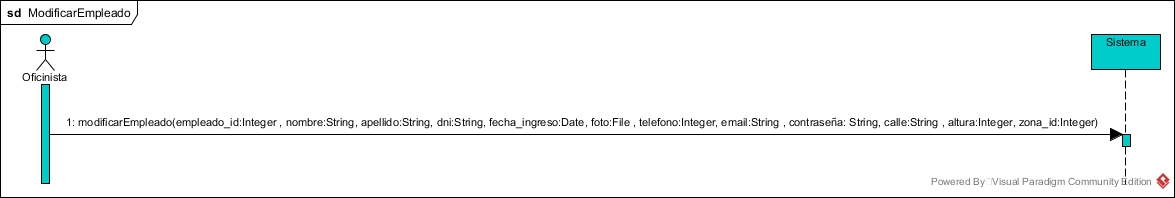 sd ModificarEmpleado
Oficinista
Sistema
1: modificarEmpleado(empleado_id:Integer , nombre:String, apellido:String, dni:String, fecha_ingreso:Date, foto:File , telefono:Integer, email:String , contraseña: String, calle:String , altura:Integer, zona_id:Integer)
Powered By Visual Paradigm Community Edition